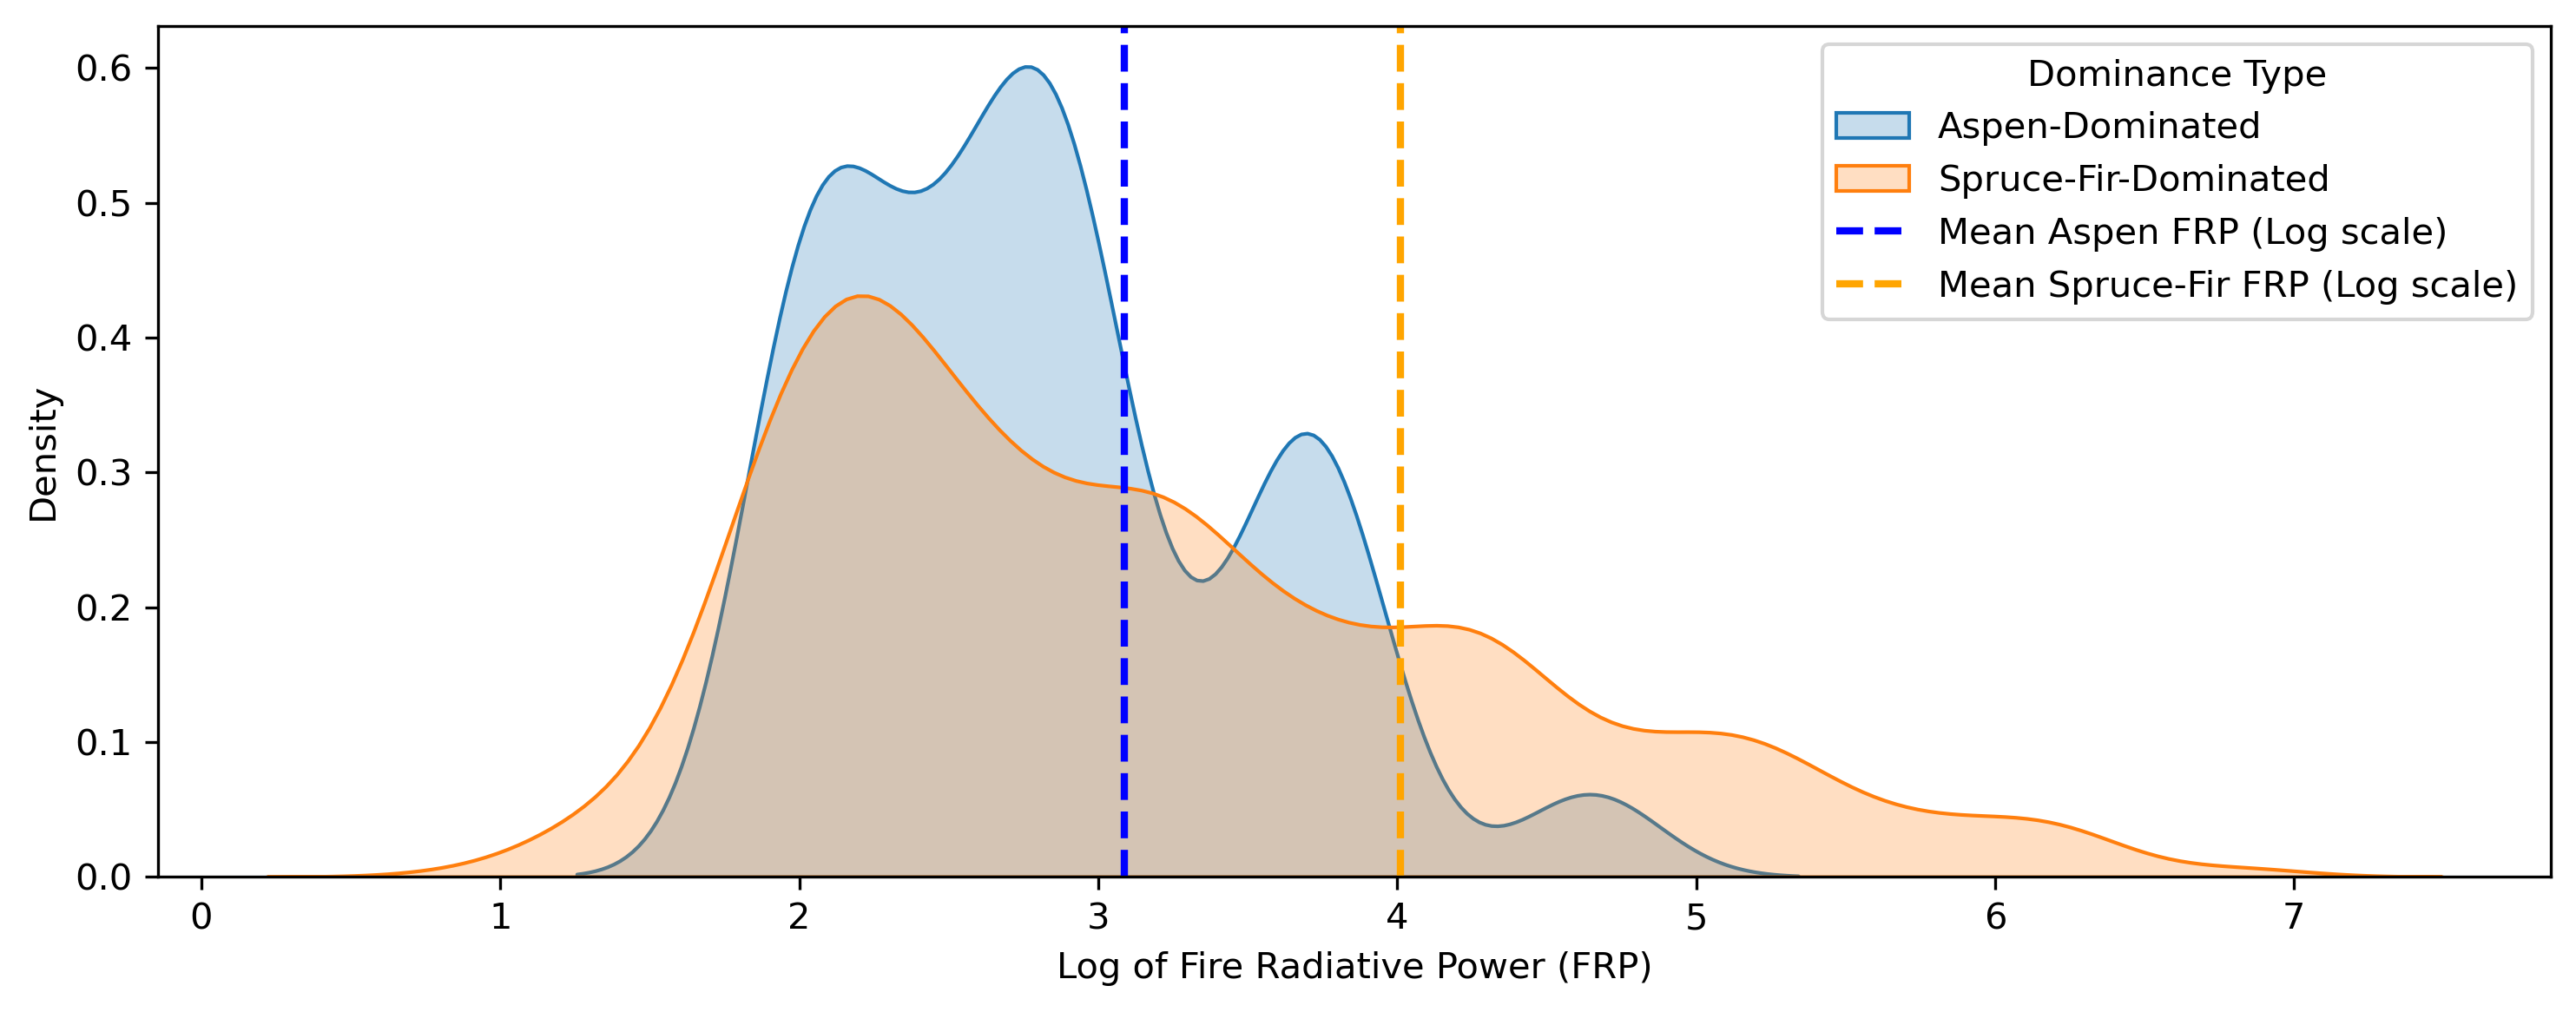 Dominance Type
Aspen-Dominated
Spruce-Fir-Dominated
Mean Aspen FRP (Log scale)
Mean Spruce-Fir FRP (Log scale)
Density
0.6
0.5
0.4
0.3
0.2
0.1
0.0
0 1 2 3 4 5 6 7
Log of Fire Radiative Power (FRP)